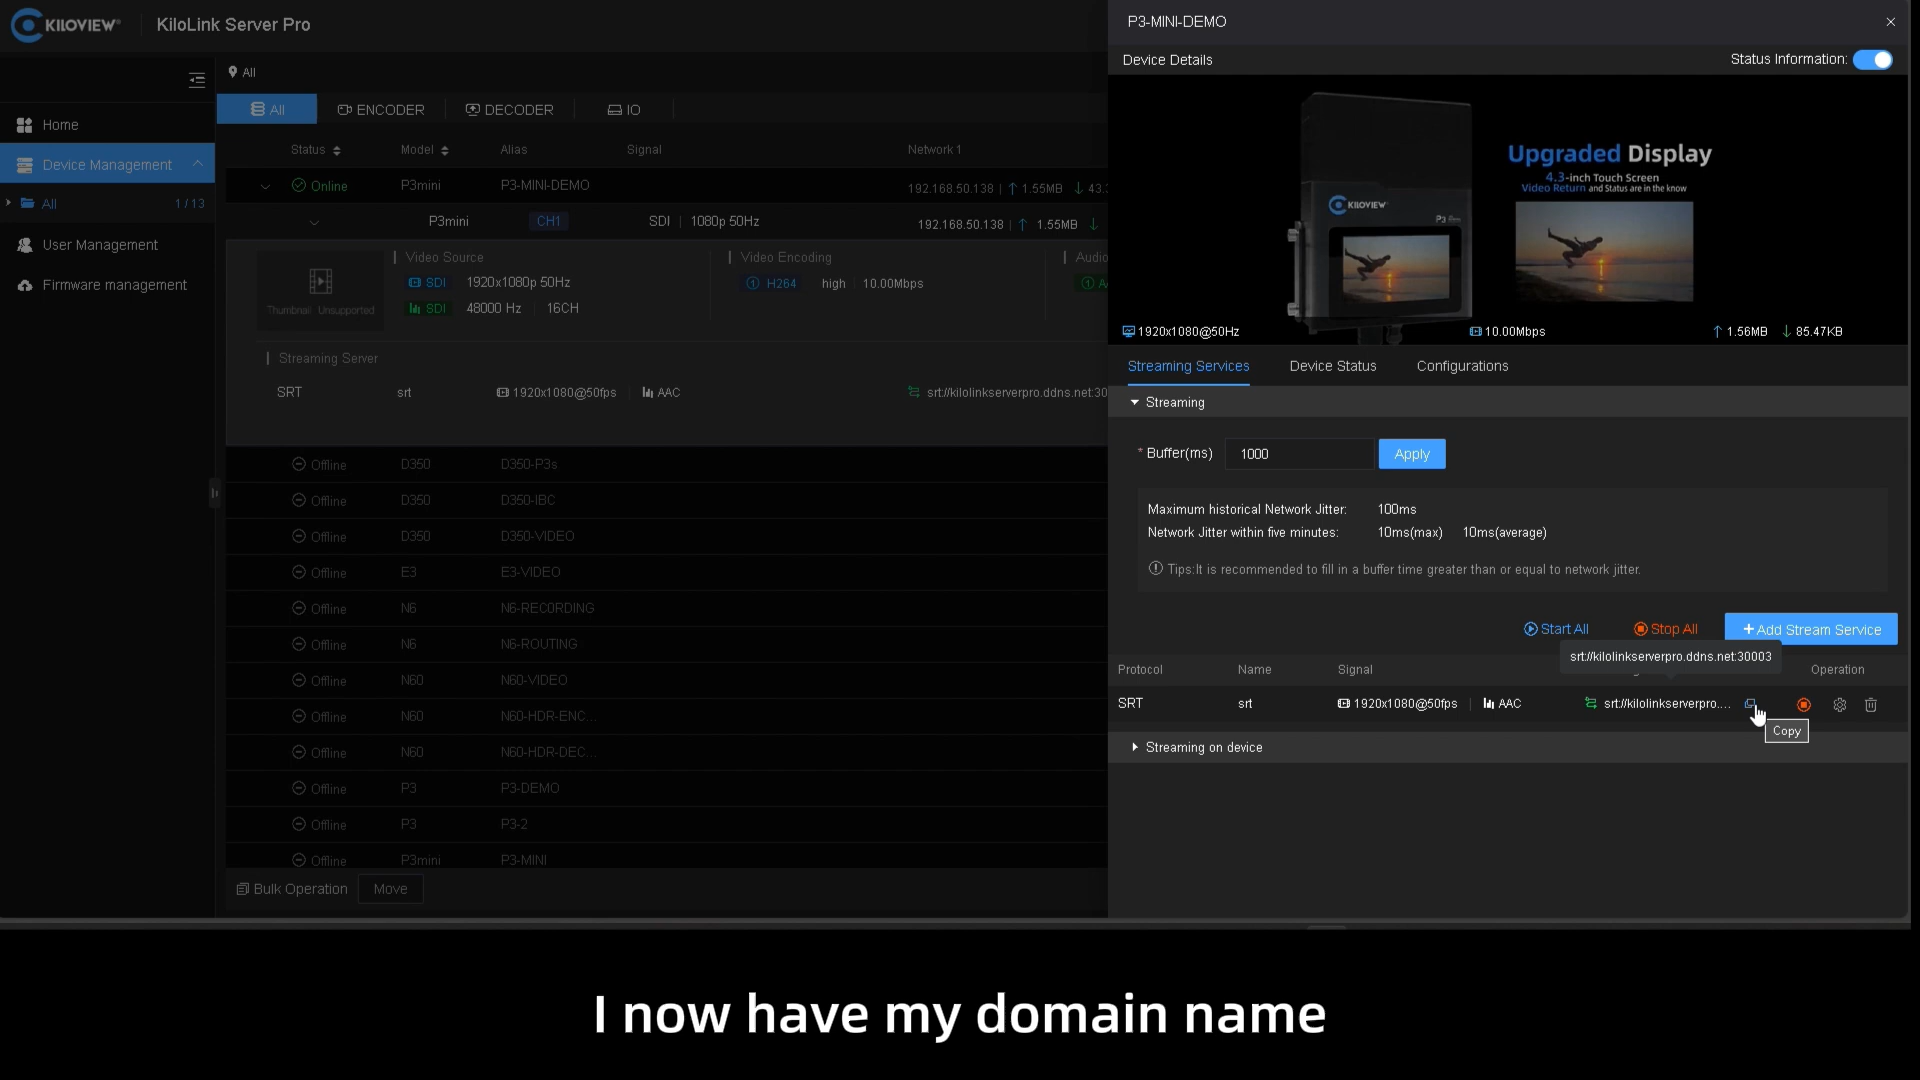 KILOVIEW
KiloLink Server Pro
All
Home
Device Management
All 1 / 13
User Management
Firmware management
All ENCODER DECODER IO
Status Model Alias Signal Network 1
Online P3mini P3-MINI-DEMO 192.168.50.138 | ↑ 1.55MB ↓ 43.
P3mini CH1 SDI | 1080p 50Hz 192.168.50.138 | ↑ 1.55MB ↓
Thumbnail Unsupported
Video Source
SDI 1920x1080p 50Hz
SDI 48000 Hz 16CH
Video Encoding
H264 high 10.00Mbps
Audio
Streaming Server
SRT srt 1920x1080@50fps AAC srt://kilolinkserverpro.ddns.net:30
Offline D350 D350-P3s
Offline D350 D350-IBC
Offline D350 D350-VIDEO
Offline E3 E3-VIDEO
Offline N6 N6-RECORDING
Offline N6 N6-ROUTING
Offline N60 N60-VIDEO
Offline N60 N60-HDR-ENC...
Offline N60 N60-HDR-DEC...
Offline P3 P3-DEMO
Offline P3 P3-2
Offline P3mini P3-MINI
Bulk Operation Move
P3-MINI-DEMO
Device Details Status Information:
KILOVIEW
P3
Upgraded Display
4.3-inch Touch Screen
Video Return and Status are in the know
1920x1080@50Hz 10.00Mbps ↑ 1.56MB ↓ 85.47KB
Streaming Services Device Status Configurations
Streaming
* Buffer(ms) 1000 Apply
Maximum historical Network Jitter: 100ms
Network Jitter within five minutes: 10ms(max) 10ms(average)
Tips:It is recommended to fill in a buffer time greater than or equal to network jitter.
Start All Stop All +Add Stream Service
srt://kilolinkserverpro.ddns.net:30003
Protocol Name Signal Operation
SRT srt 1920x1080@50fps AAC srt://kilolinkserverpro....
Copy
Streaming on device
I now have my domain name